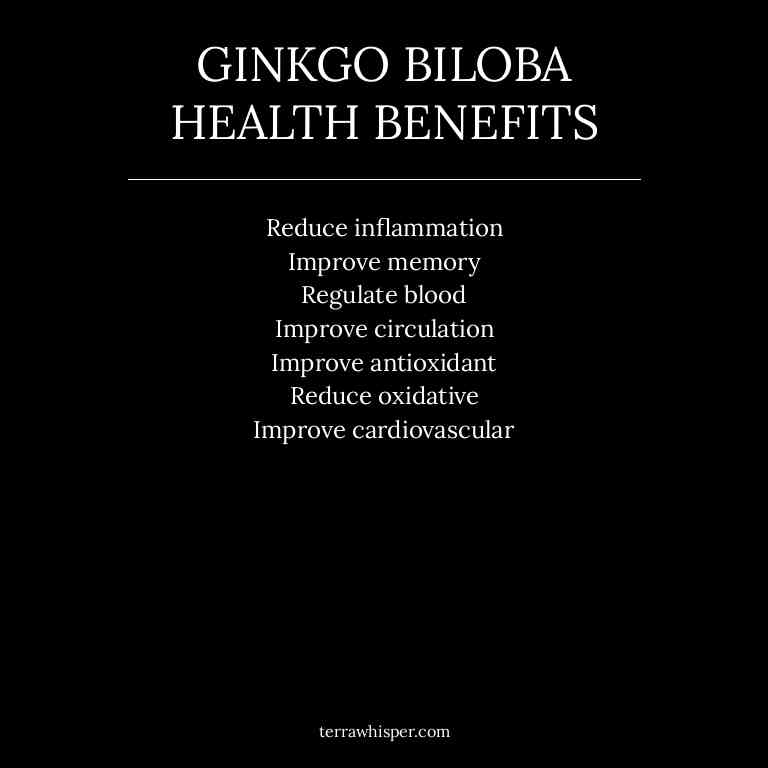 GINKGO BILOBA
HEALTH BENEFITS
Reduce inflammation
Improve memory
Regulate blood
Improve circulation
Improve antioxidant
Reduce oxidative
Improve cardiovascular
terrawhisper.com